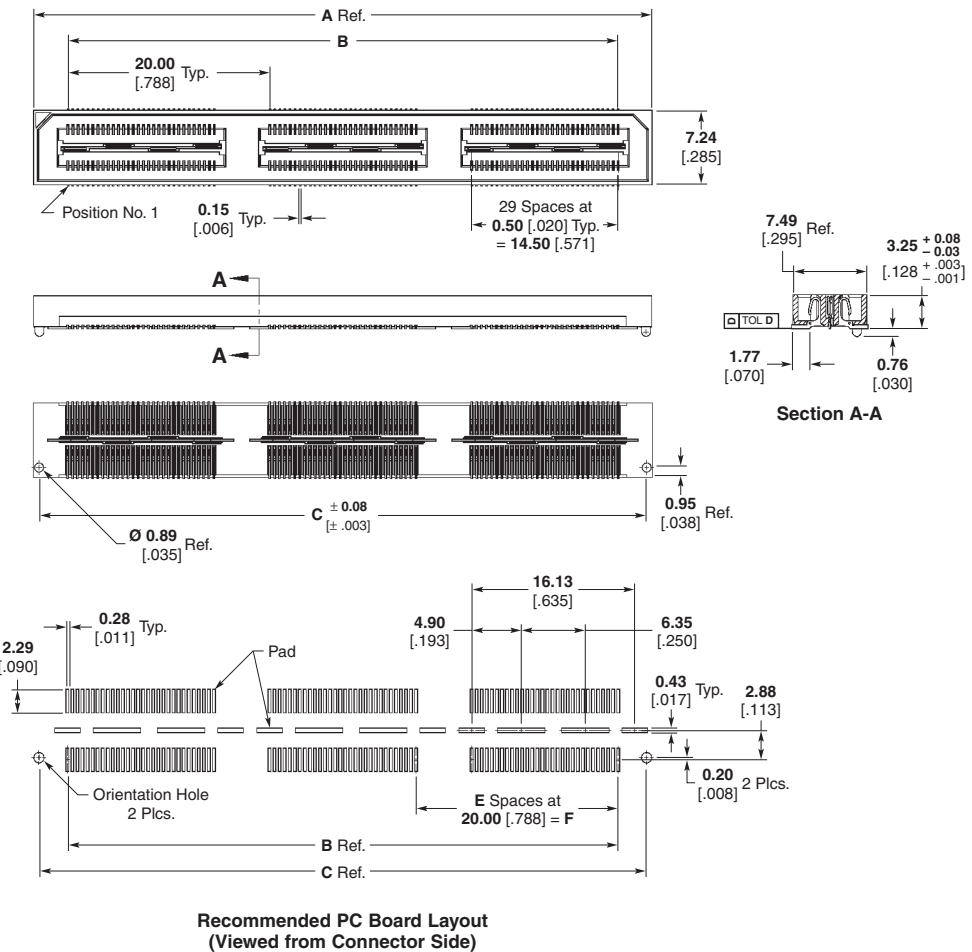 A Ref.
B
20.00 Typ.
[.788]
7.24
[.285]
Position No. 1
0.15 Typ.
[.006]
29 Spaces at
0.50 [.020] Typ.
= 14.50 [.571]
7.49 Ref.
[.295]
3.25 + 0.08
– 0.03
[.128 + .003
– .001]
A
A
D TOL D
1.77
[.070]
0.76
[.030]
Section A-A
C ± 0.08
[± .003]
0.95 Ref.
[.038]
Ø 0.89 Ref.
[.035]
16.13
[.635]
0.28 Typ.
[.011]
4.90
[.193]
6.35
[.250]
2.29
[.090]
Pad
0.43 Typ.
[.017]
2.88
[.113]
Orientation Hole
2 Plcs.
0.20 2 Plcs.
[.008]
E Spaces at
20.00 [.788] = F
B Ref.
C Ref.
Recommended PC Board Layout
(Viewed from Connector Side)